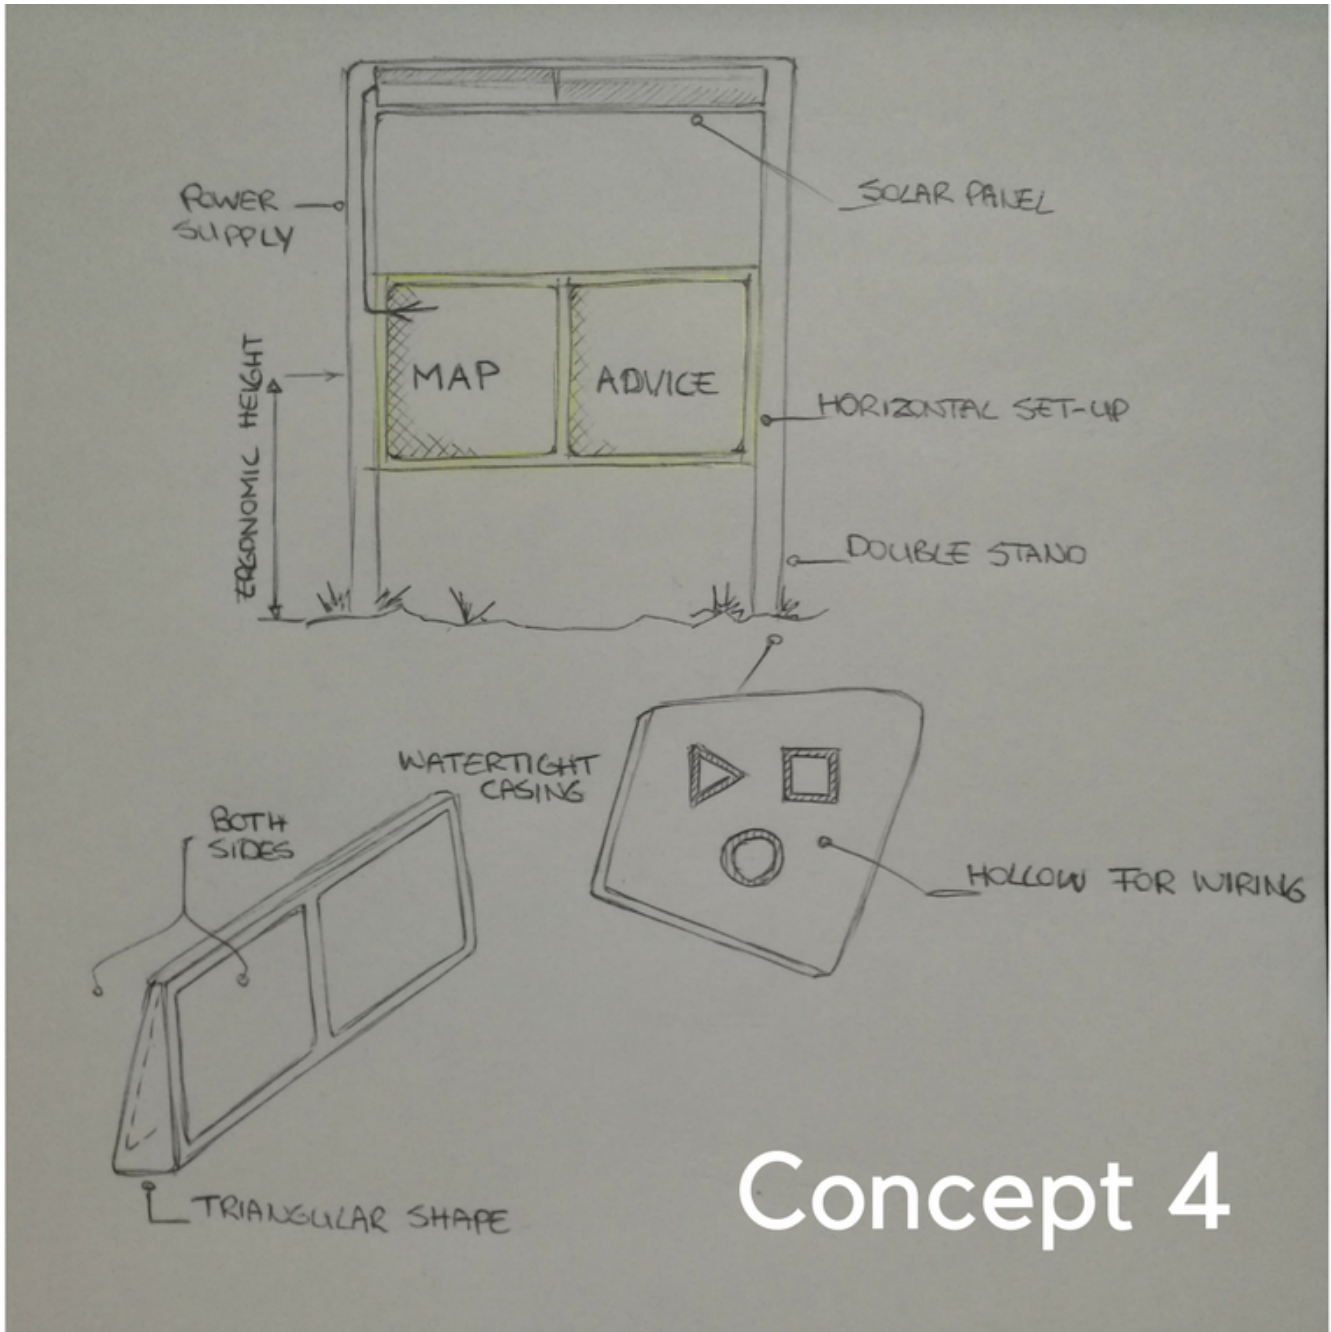 POWER
SUPPLY
SOLAR PANEL
ERGONOMIC HEIGHT
MAP
ADVICE
HORIZONTAL SET-UP
DOUBLE STAND
WATERTIGHT
CASING
BOTH
SIDES
HOLLOW FOR WIRING
TRIANGULAR SHAPE
Concept 4